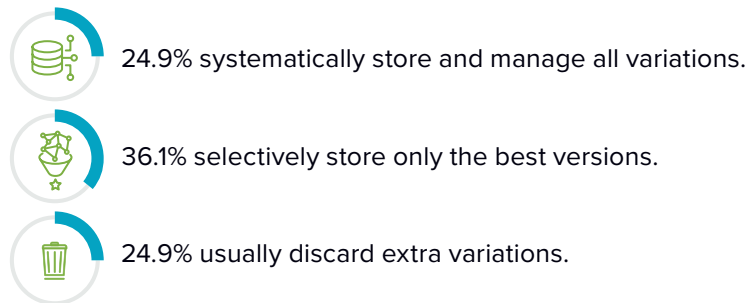 24.9% systematically store and manage all variations.
36.1% selectively store only the best versions.
24.9% usually discard extra variations.